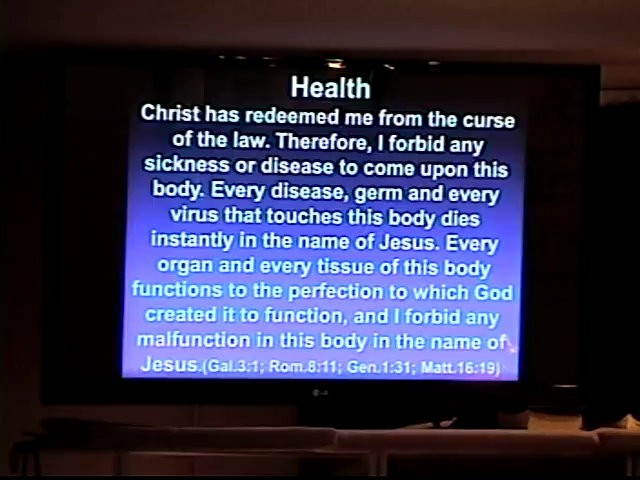 Health
Christ has redeemed me from the curse
of the law. Therefore, I forbid any
sickness or disease to come upon this
body. Every disease, germ and every
virus that touches this body dies
instantly in the name of Jesus. Every
organ and every tissue of this body
functions to the perfection to which God
created it to function, and I forbid any
malfunction in this body in the name of
Jesus.(Gal.3:1; Rom.8:11; Gen.1:31; Matt.16:19)
LG